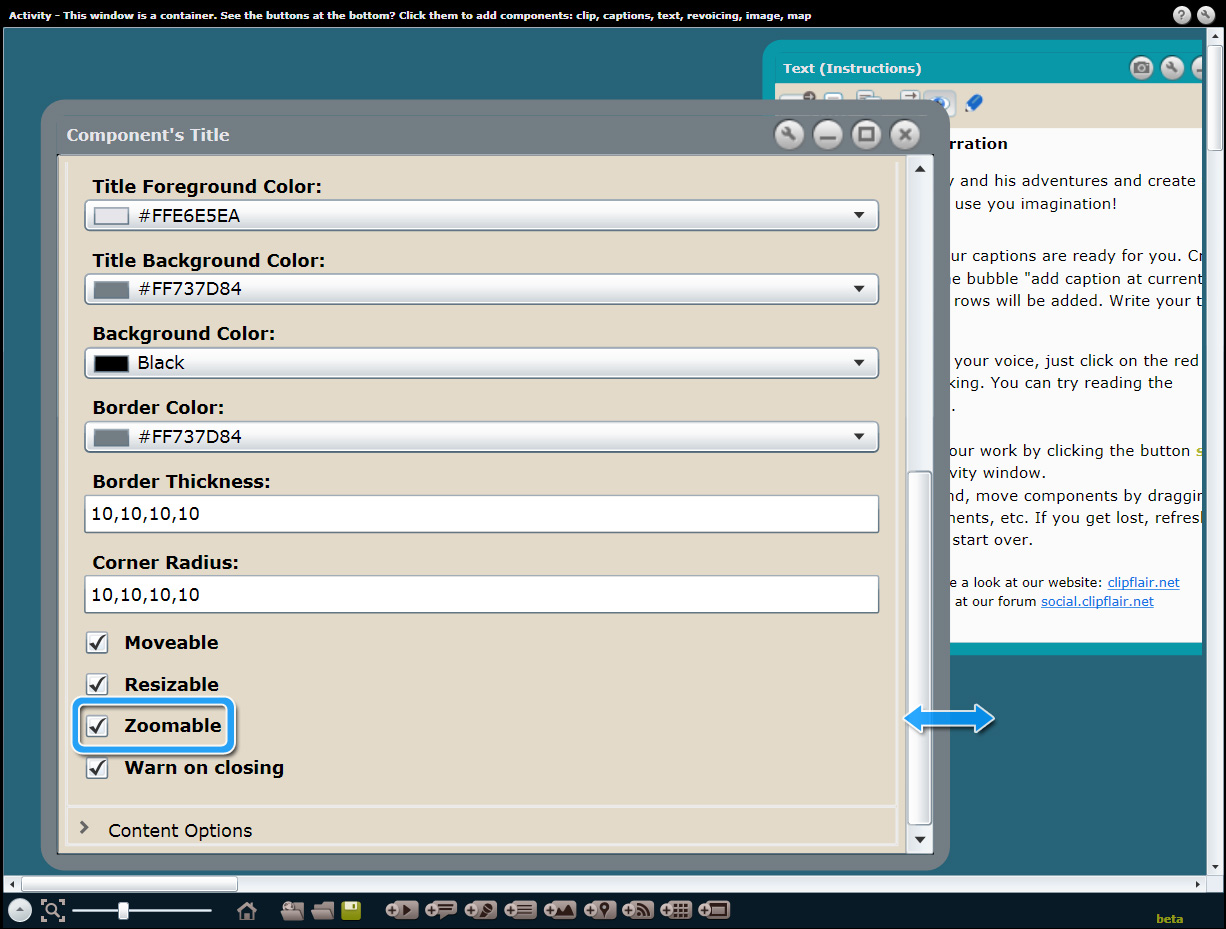 Activity - This window is a container. See the buttons at the bottom? Click them to add components: clip, captions, text, revoicing, image, map
Text (Instructions)
Component's Title
Title Foreground Color:
#FFE6E5EA
Title Background Color:
#FF737D84
Background Color:
Black
Border Color:
#FF737D84
Border Thickness:
10,10,10,10
Corner Radius:
10,10,10,10
Moveable
Resizable
Zoomable
Warn on closing
Content Options
rration
y and his adventures and create
use you imagination!
ur captions are ready for you. Cr
e bubble "add caption at current
rows will be added. Write your t
your voice, just click on the red
king. You can try reading the
.
our work by clicking the button s
vity window.
nd, move components by draggin
nents, etc. If you get lost, refresh
start over.
e a look at our website: clipflair.net
at our forum social.clipflair.net
beta